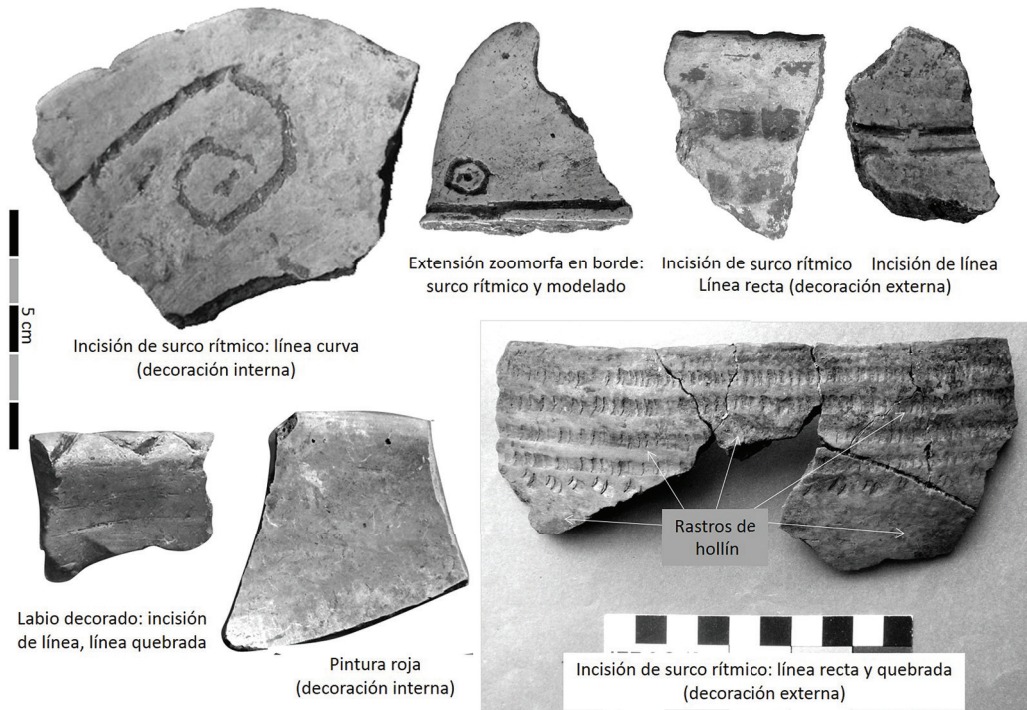 Extensión zoomorfa en borde:
surco rítmico y modelado
Incisión de surco rítmico
Línea recta (decoración externa)
Incisión de línea
5 cm
Incisión de surco rítmico: línea curva
(decoración interna)
Rastros de
hollín
Labio decorado: incisión
de línea, línea quebrada
Pintura roja
(decoración interna)
Incisión de surco rítmico: línea recta y quebrada
(decoración externa)